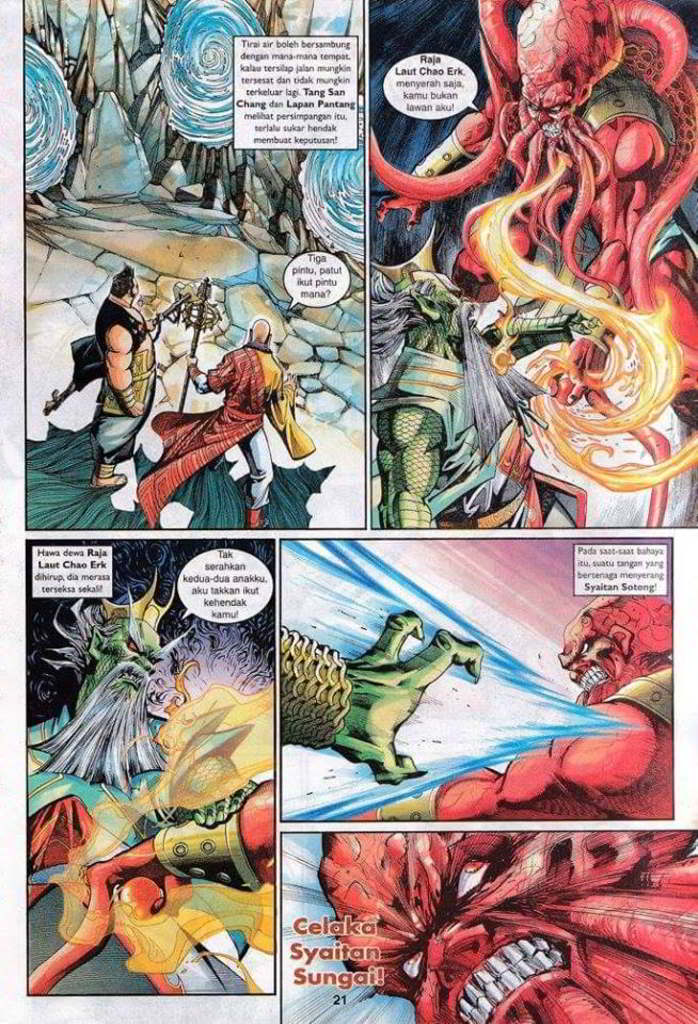 Tirai air boleh bersambung
dengan mana-mana tempat,
kalau tersilap jalan mungkin
tersesat dan tidak mungkin
terkeluar lagi. Tang San
Chang dan Lapan Pantang
melihat persimpangan itu,
terlalu sukar hendak
membuat keputusan!
Tiga
pintu, patut
ikut pintu
mana?
Raja
Laut Chao Erk,
menyerah saja,
kamu bukan
lawan aku!
Hawa dewa Raja
Laut Chao Erk
dihirup, dia merasa
terseksa sekali!
Tak
serahkan
kedua-dua anakku,
aku takkan ikut
kehendak
kamu!
Pada saat-saat bahaya
itu, suatu tangan yang
bertenaga menyerang
Syaitan Sotong!
Celaka
Syaitan
Sungai!
21